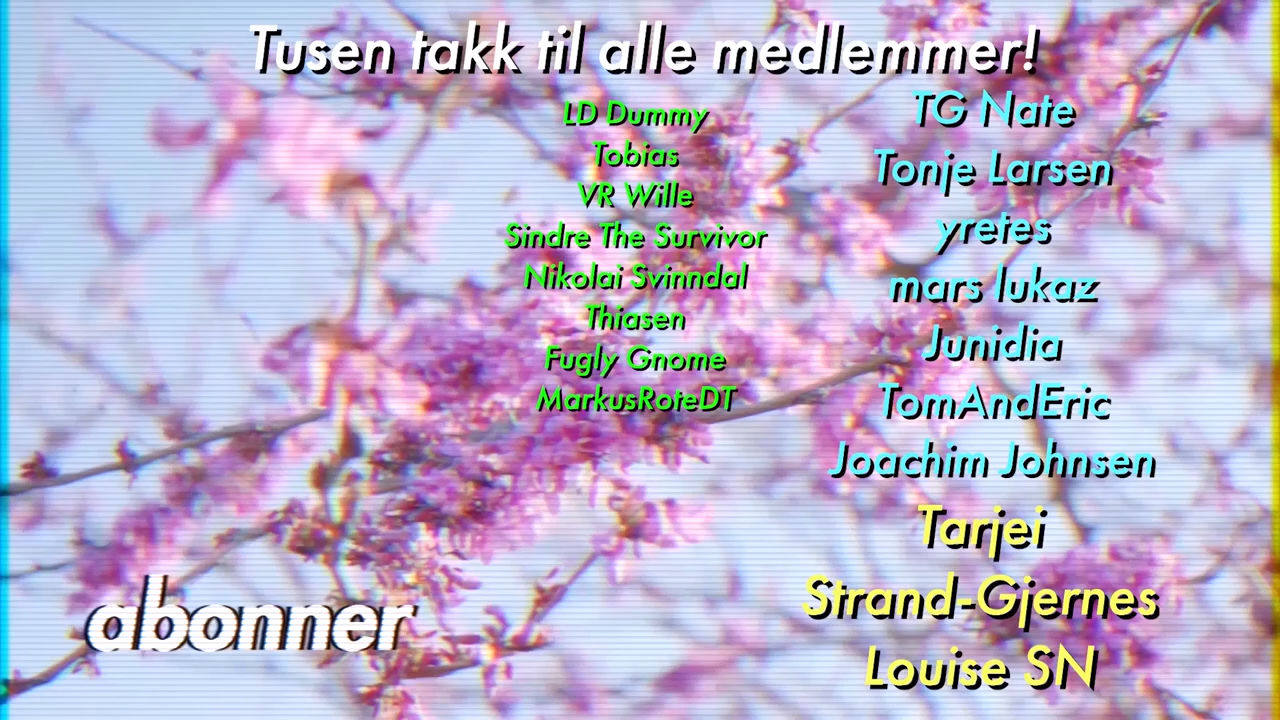 Tusen takk til alle medlemmer!
LD Dummy
Tobias
VR Wille
Sindre The Survivor
Nikolai Svinndal
Thiasen
Fugly Gnome
MarkusRoteDT
TG Nate
Tonje Larsen
yretes
mars lukaz
Junidia
TomAndEric
Joachim Johnsen
Tarjei
Strand-Gjernes
Louise SN
abonner